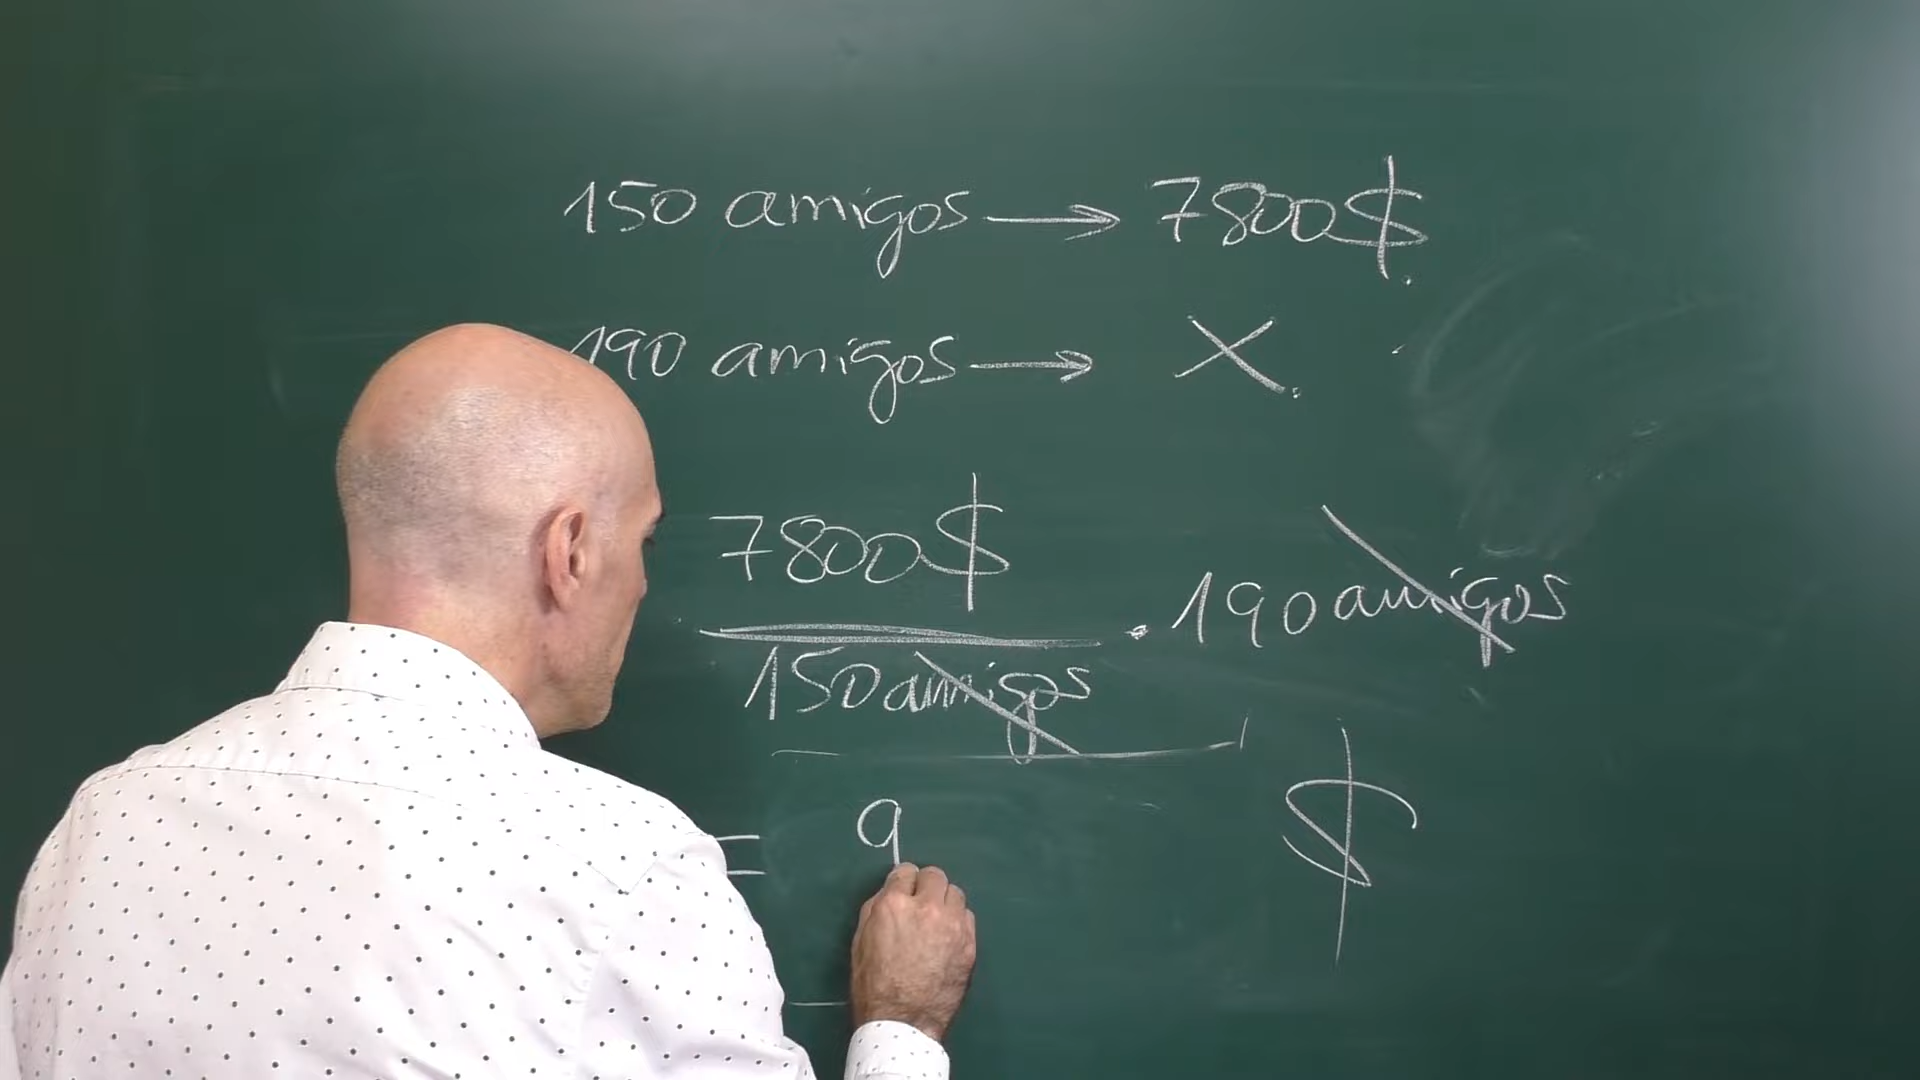 150 amigos → 7800$
190 amigos → X
7800$
150 amigos · 190 amigos
= 9 $